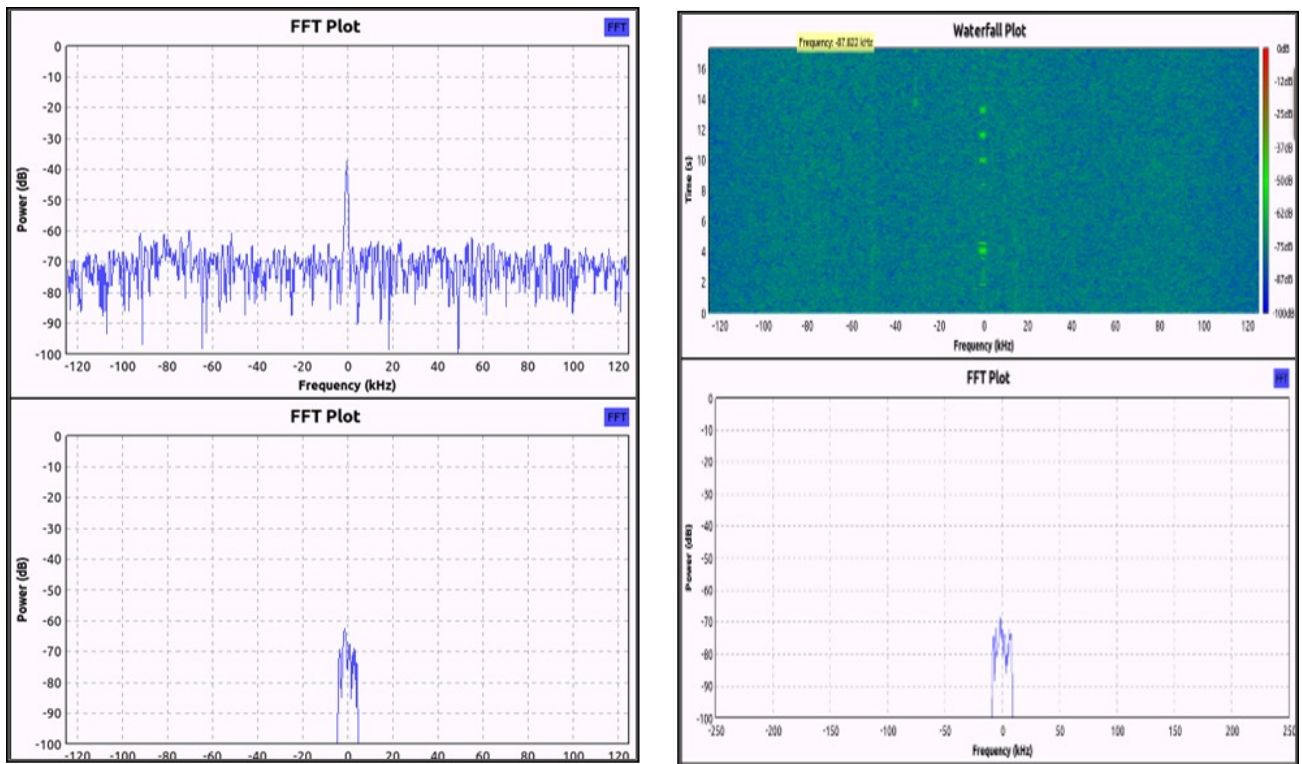 FFT Plot
FFT
0
-10
-20
-30
-40
-50
-60
-70
-80
-90
-100
Power (dB)
-120 -100 -80 -60 -40 -20 0 20 40 60 80 100 120
Frequency (kHz)
FFT Plot
FFT
0
-10
-20
-30
-40
-50
-60
-70
-80
-90
-100
Power (dB)
-120 -100 -80 -60 -40 -20 0 20 40 60 80 100 120
Waterfall Plot
Frequency: -87.822 kHz
16
14
12
10
8
6
4
2
0
Time (s)
0dB
-12dB
-25dB
-37dB
-50dB
-62dB
-75dB
-87dB
-100dB
-120 -100 -80 -60 -40 -20 0 20 40 60 80 100 120
Frequency (kHz)
FFT Plot
FFT
0
-10
-20
-30
-40
-50
-60
-70
-80
-90
-100
Power (dB)
-250 -200 -150 -100 -50 0 50 100 150 200 250
Frequency (kHz)